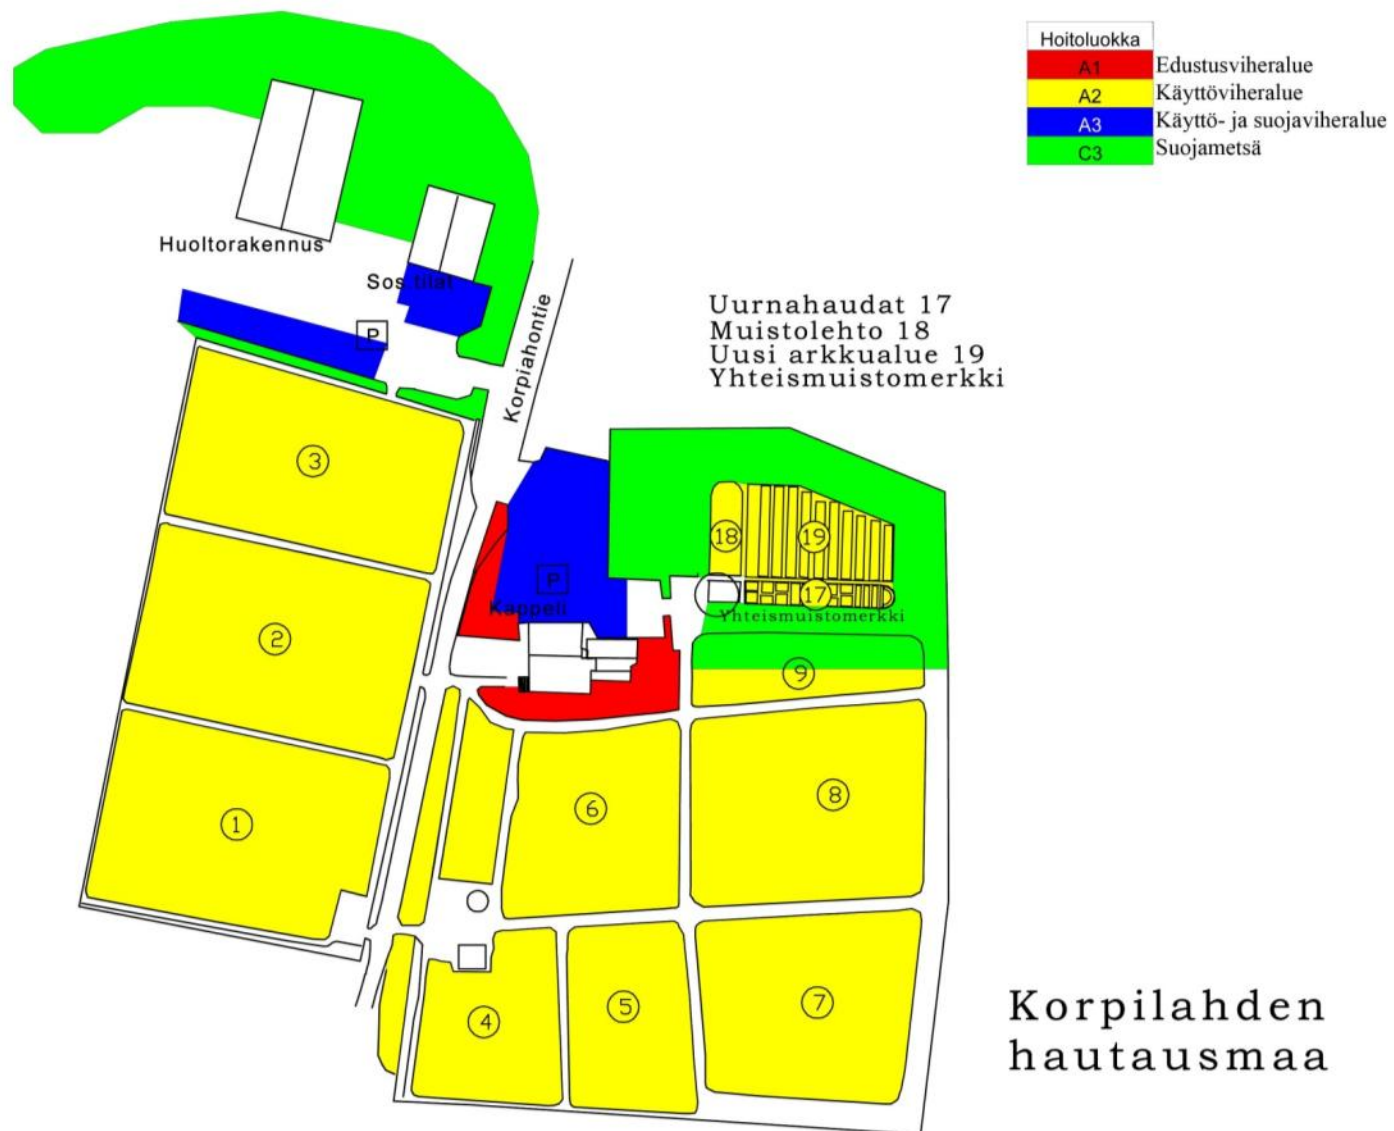 Hoitoluokka
A1 Edustusviheralue
A2 Käyttöviheralue
A3 Käyttö- ja suojaviheralue
C3 Suojametsä
Huoltorakennus
Sos.tilat
P
Korpiahontie
Uurnahaudat 17
Muistolehto 18
Uusi arkkualue 19
Yhteismuistomerkki
3
18
19
P
Kappeli
17
Yhteismuistomerkki
2
9
1
6
8
4
5
7
Korpilahden
hautausmaa